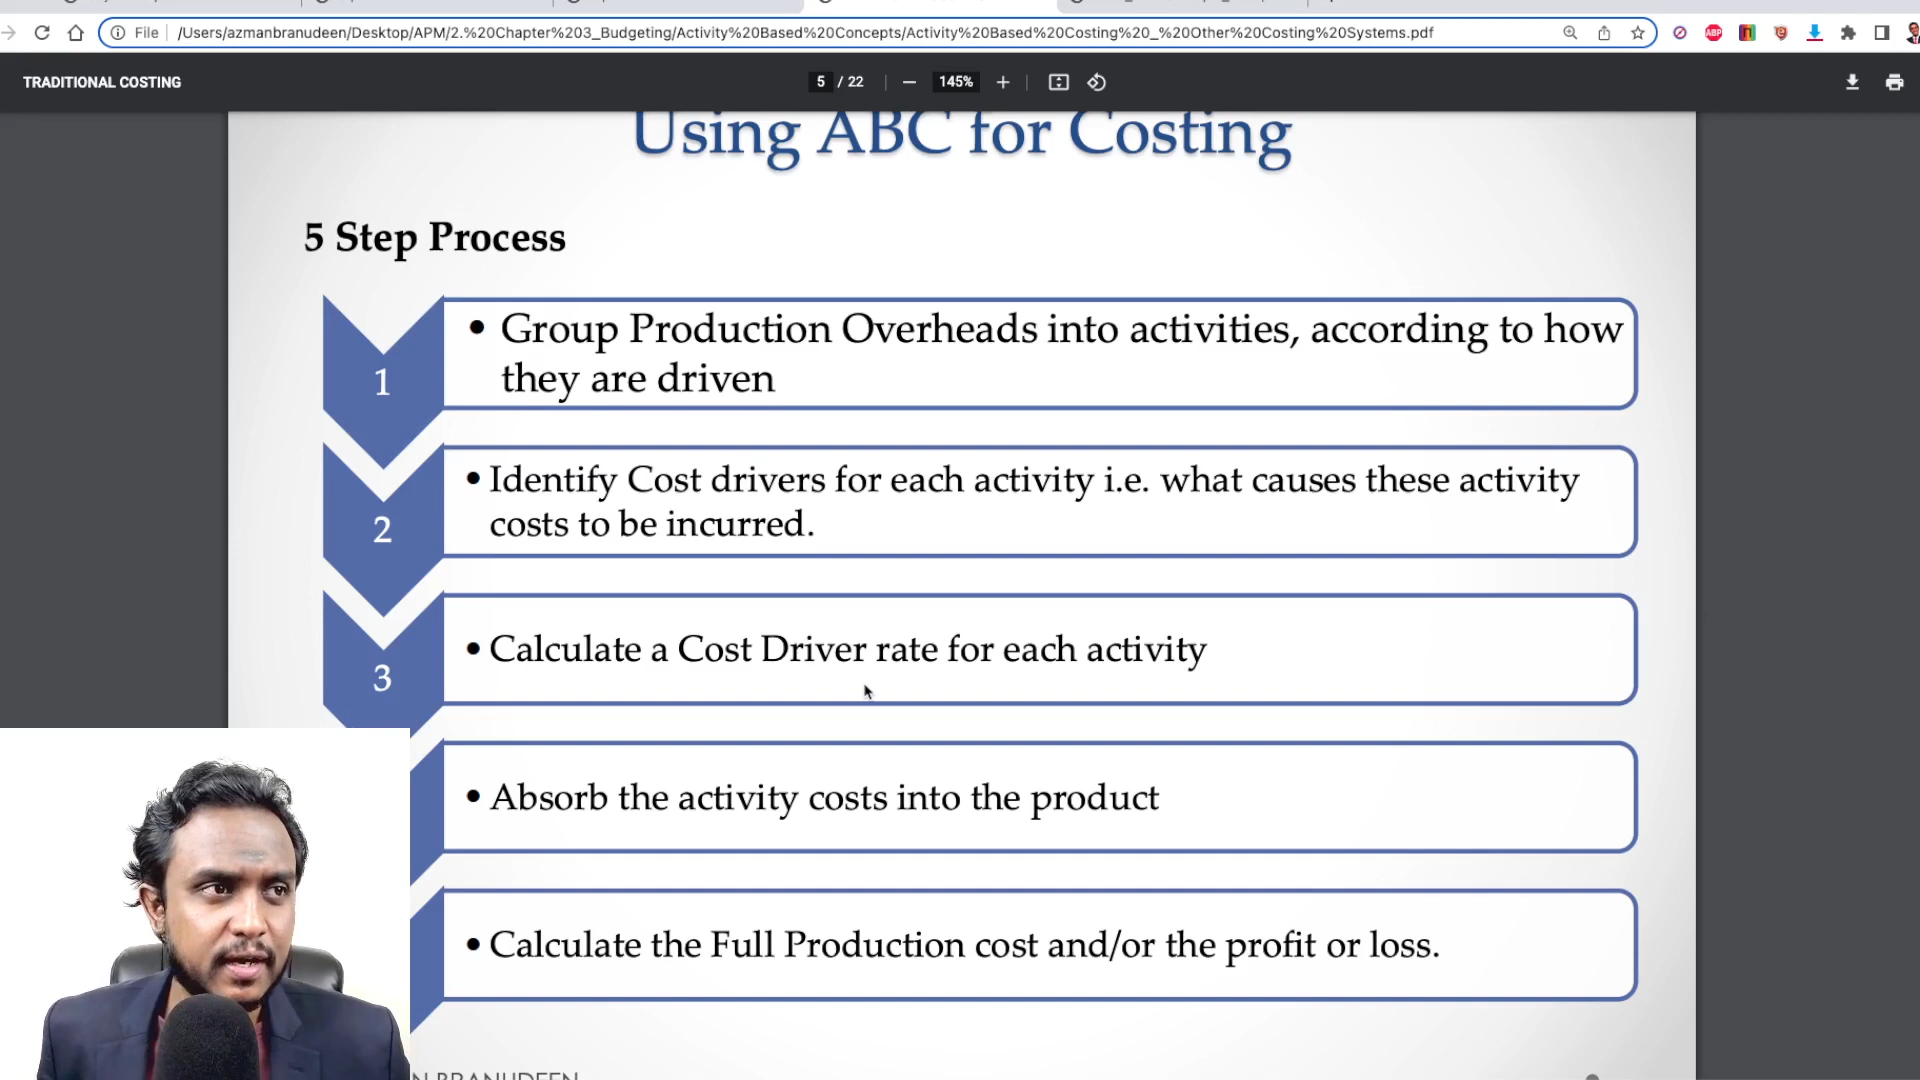 File
/Users/azmanbranudeen/Desktop/APM/2.%20Chapter%203_Budgeting/Activity%20Based%20Concepts/Activity%20Based%20Costing%20_%20Other%20Costing%20Systems.pdf
ABP
TRADITIONAL COSTING
5 / 22
145%
Using ABC for Costing
5 Step Process
1
• Group Production Overheads into activities, according to how
they are driven
2
• Identify Cost drivers for each activity i.e. what causes these activity
costs to be incurred.
3
• Calculate a Cost Driver rate for each activity
• Absorb the activity costs into the product
• Calculate the Full Production cost and/or the profit or loss.
N BRANUDEEN